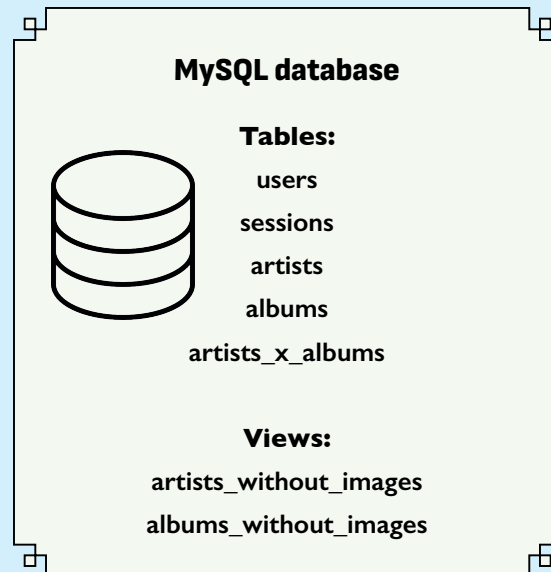 MySQL database
Tables:
users
sessions
artists
albums
artists_x_albums
Views:
artists_without_images
albums_without_images